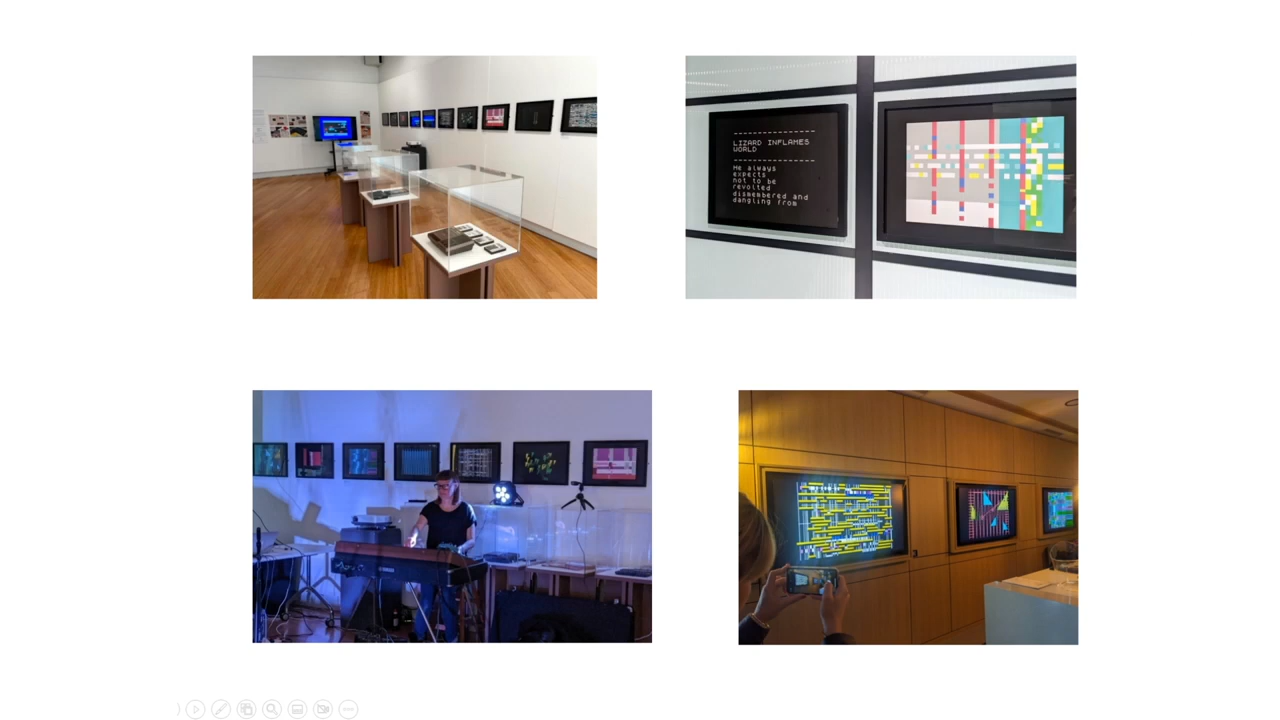 LIZARD INFLAMES
WORLD
He always
expects
not to be
revolted
dismembered and
dangling from